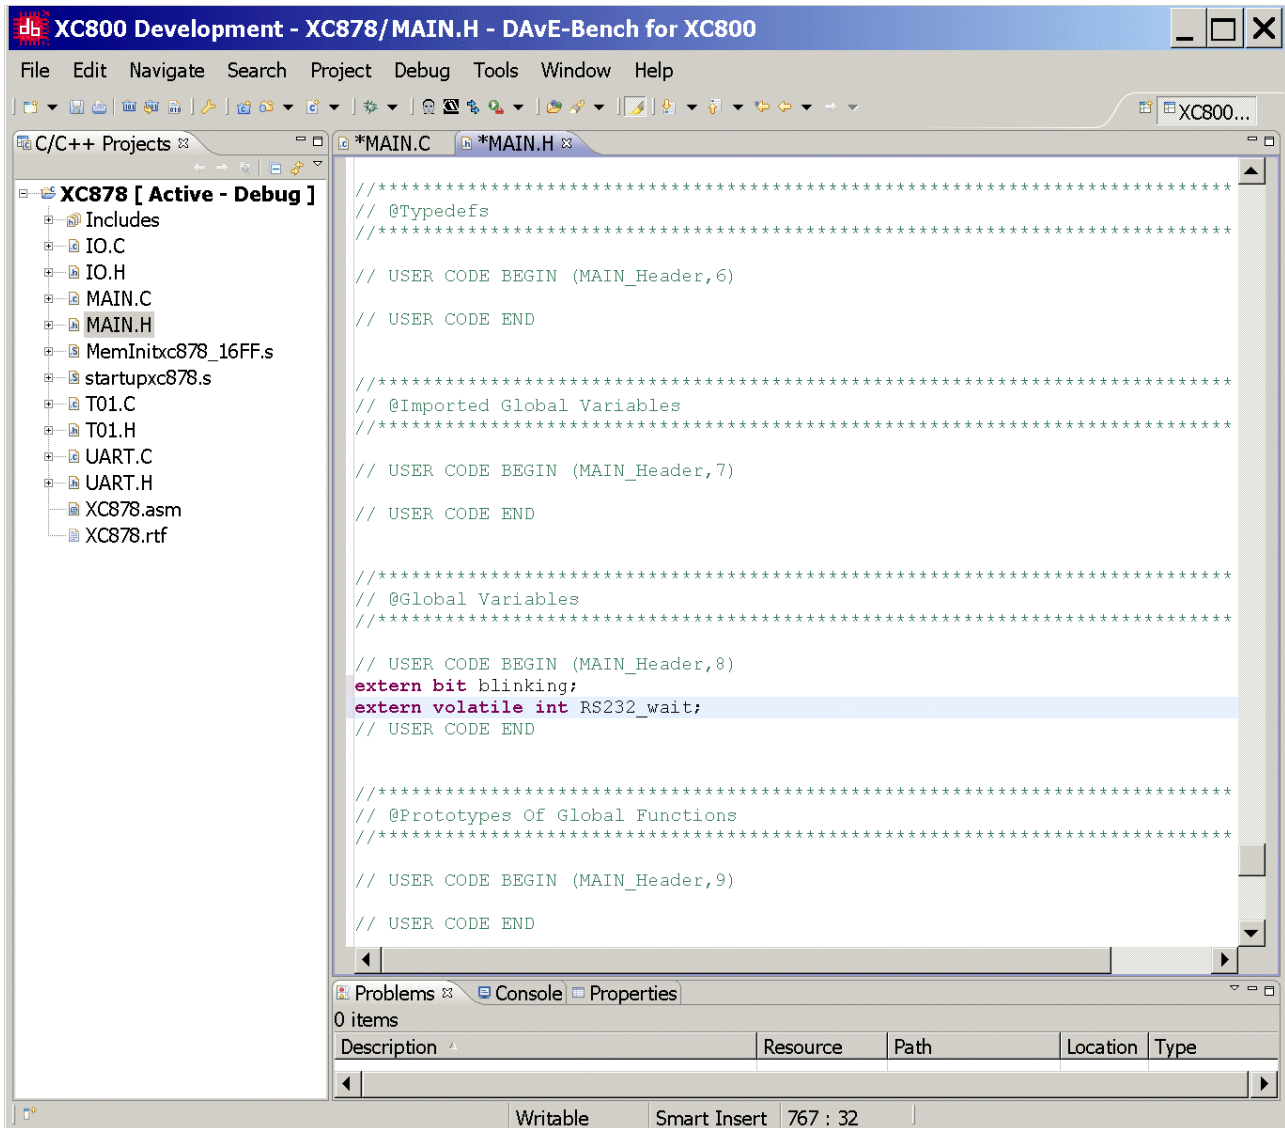 XC800 Development - XC878/MAIN.H - DAvE-Bench for XC800
File Edit Navigate Search Project Debug Tools Window Help
XC800...
C/C++ Projects
XC878 [ Active - Debug ]
Includes
IO.C
IO.H
MAIN.C
MAIN.H
MemInitxc878_16FF.s
startupxc878.s
T01.C
T01.H
UART.C
UART.H
XC878.asm
XC878.rtf
*MAIN.C *MAIN.H
//****************************************************************************
// @Typedefs
//****************************************************************************
// USER CODE BEGIN (MAIN_Header,6)
// USER CODE END
//****************************************************************************
// @Imported Global Variables
//****************************************************************************
// USER CODE BEGIN (MAIN_Header,7)
// USER CODE END
//****************************************************************************
// @Global Variables
//****************************************************************************
// USER CODE BEGIN (MAIN_Header,8)
extern bit blinking;
extern volatile int RS232_wait;
// USER CODE END
//****************************************************************************
// @Prototypes Of Global Functions
//****************************************************************************
// USER CODE BEGIN (MAIN_Header,9)
// USER CODE END
Problems Console Properties
0 items
Description Resource Path Location Type
Writable Smart Insert 767 : 32